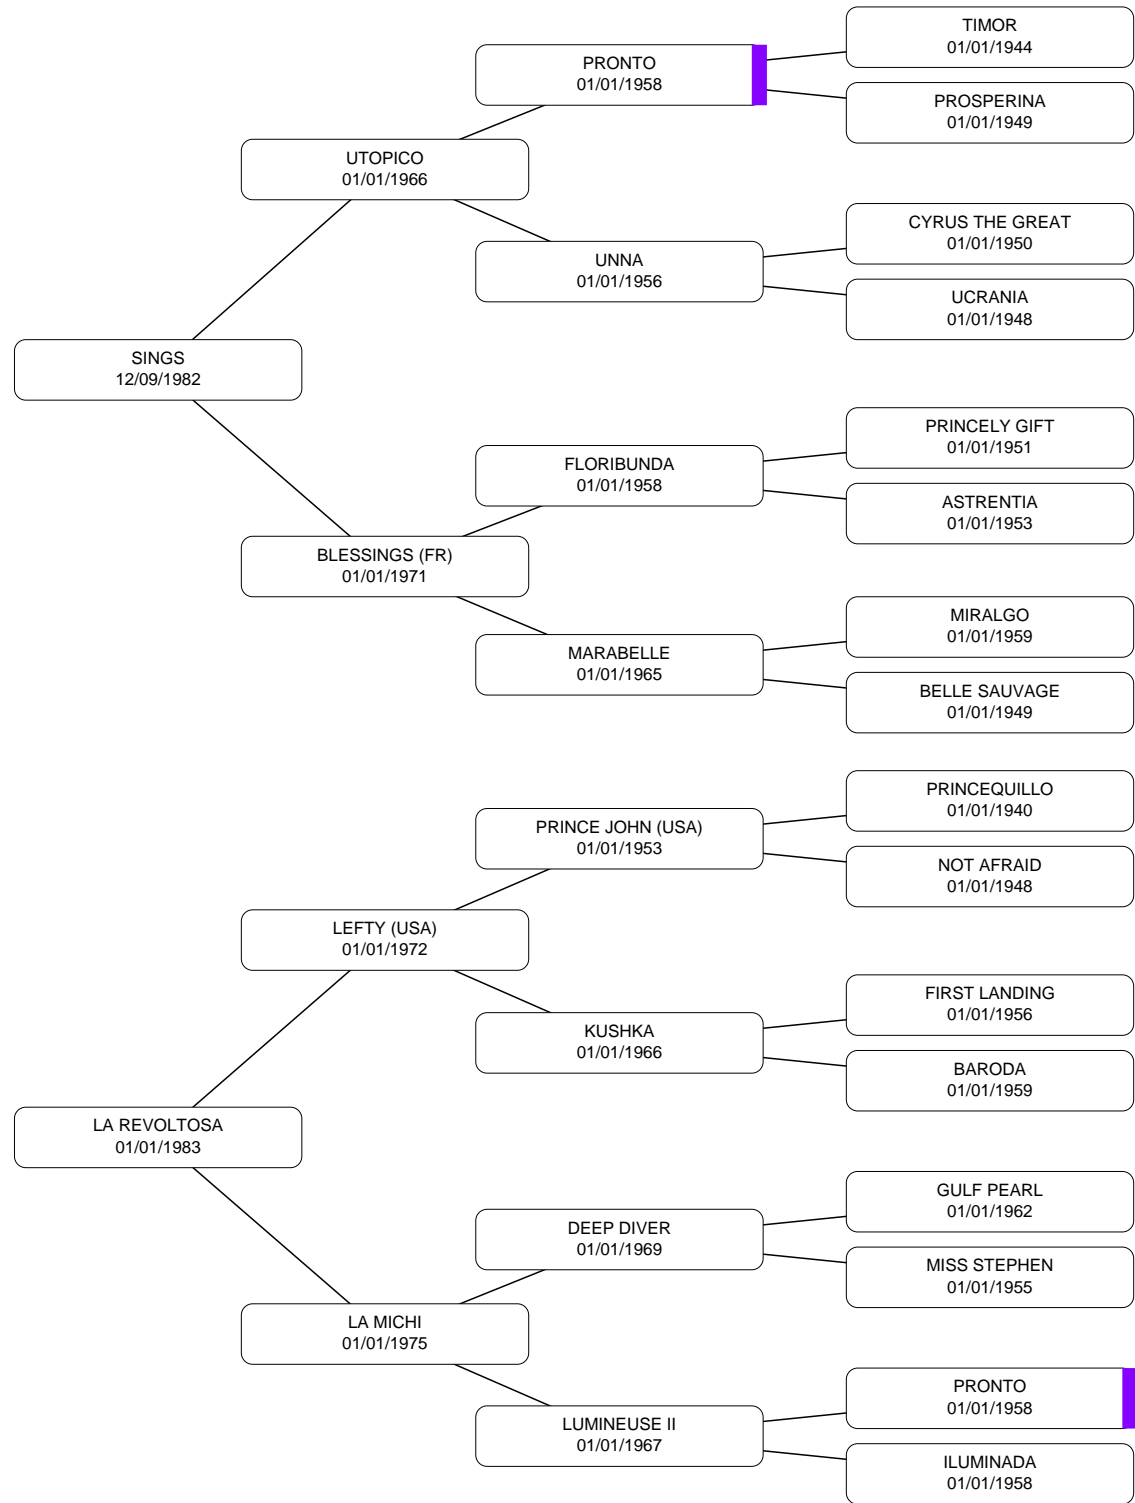 TIMOR
01/01/1944
PRONTO
01/01/1958
PROSPERINA
01/01/1949
UTOPICO
01/01/1966
CYRUS THE GREAT
01/01/1950
UNNA
01/01/1956
UCRANIA
01/01/1948
SINGS
12/09/1982
PRINCELY GIFT
01/01/1951
FLORIBUNDA
01/01/1958
ASTRENTIA
01/01/1953
BLESSINGS (FR)
01/01/1971
MIRALGO
01/01/1959
MARABELLE
01/01/1965
BELLE SAUVAGE
01/01/1949
PRINCEQUILLO
01/01/1940
PRINCE JOHN (USA)
01/01/1953
NOT AFRAID
01/01/1948
LEFTY (USA)
01/01/1972
FIRST LANDING
01/01/1956
KUSHKA
01/01/1966
BARODA
01/01/1959
LA REVOLTOSA
01/01/1983
GULF PEARL
01/01/1962
DEEP DIVER
01/01/1969
MISS STEPHEN
01/01/1955
LA MICHI
01/01/1975
PRONTO
01/01/1958
LUMINEUSE II
01/01/1967
ILUMINADA
01/01/1958